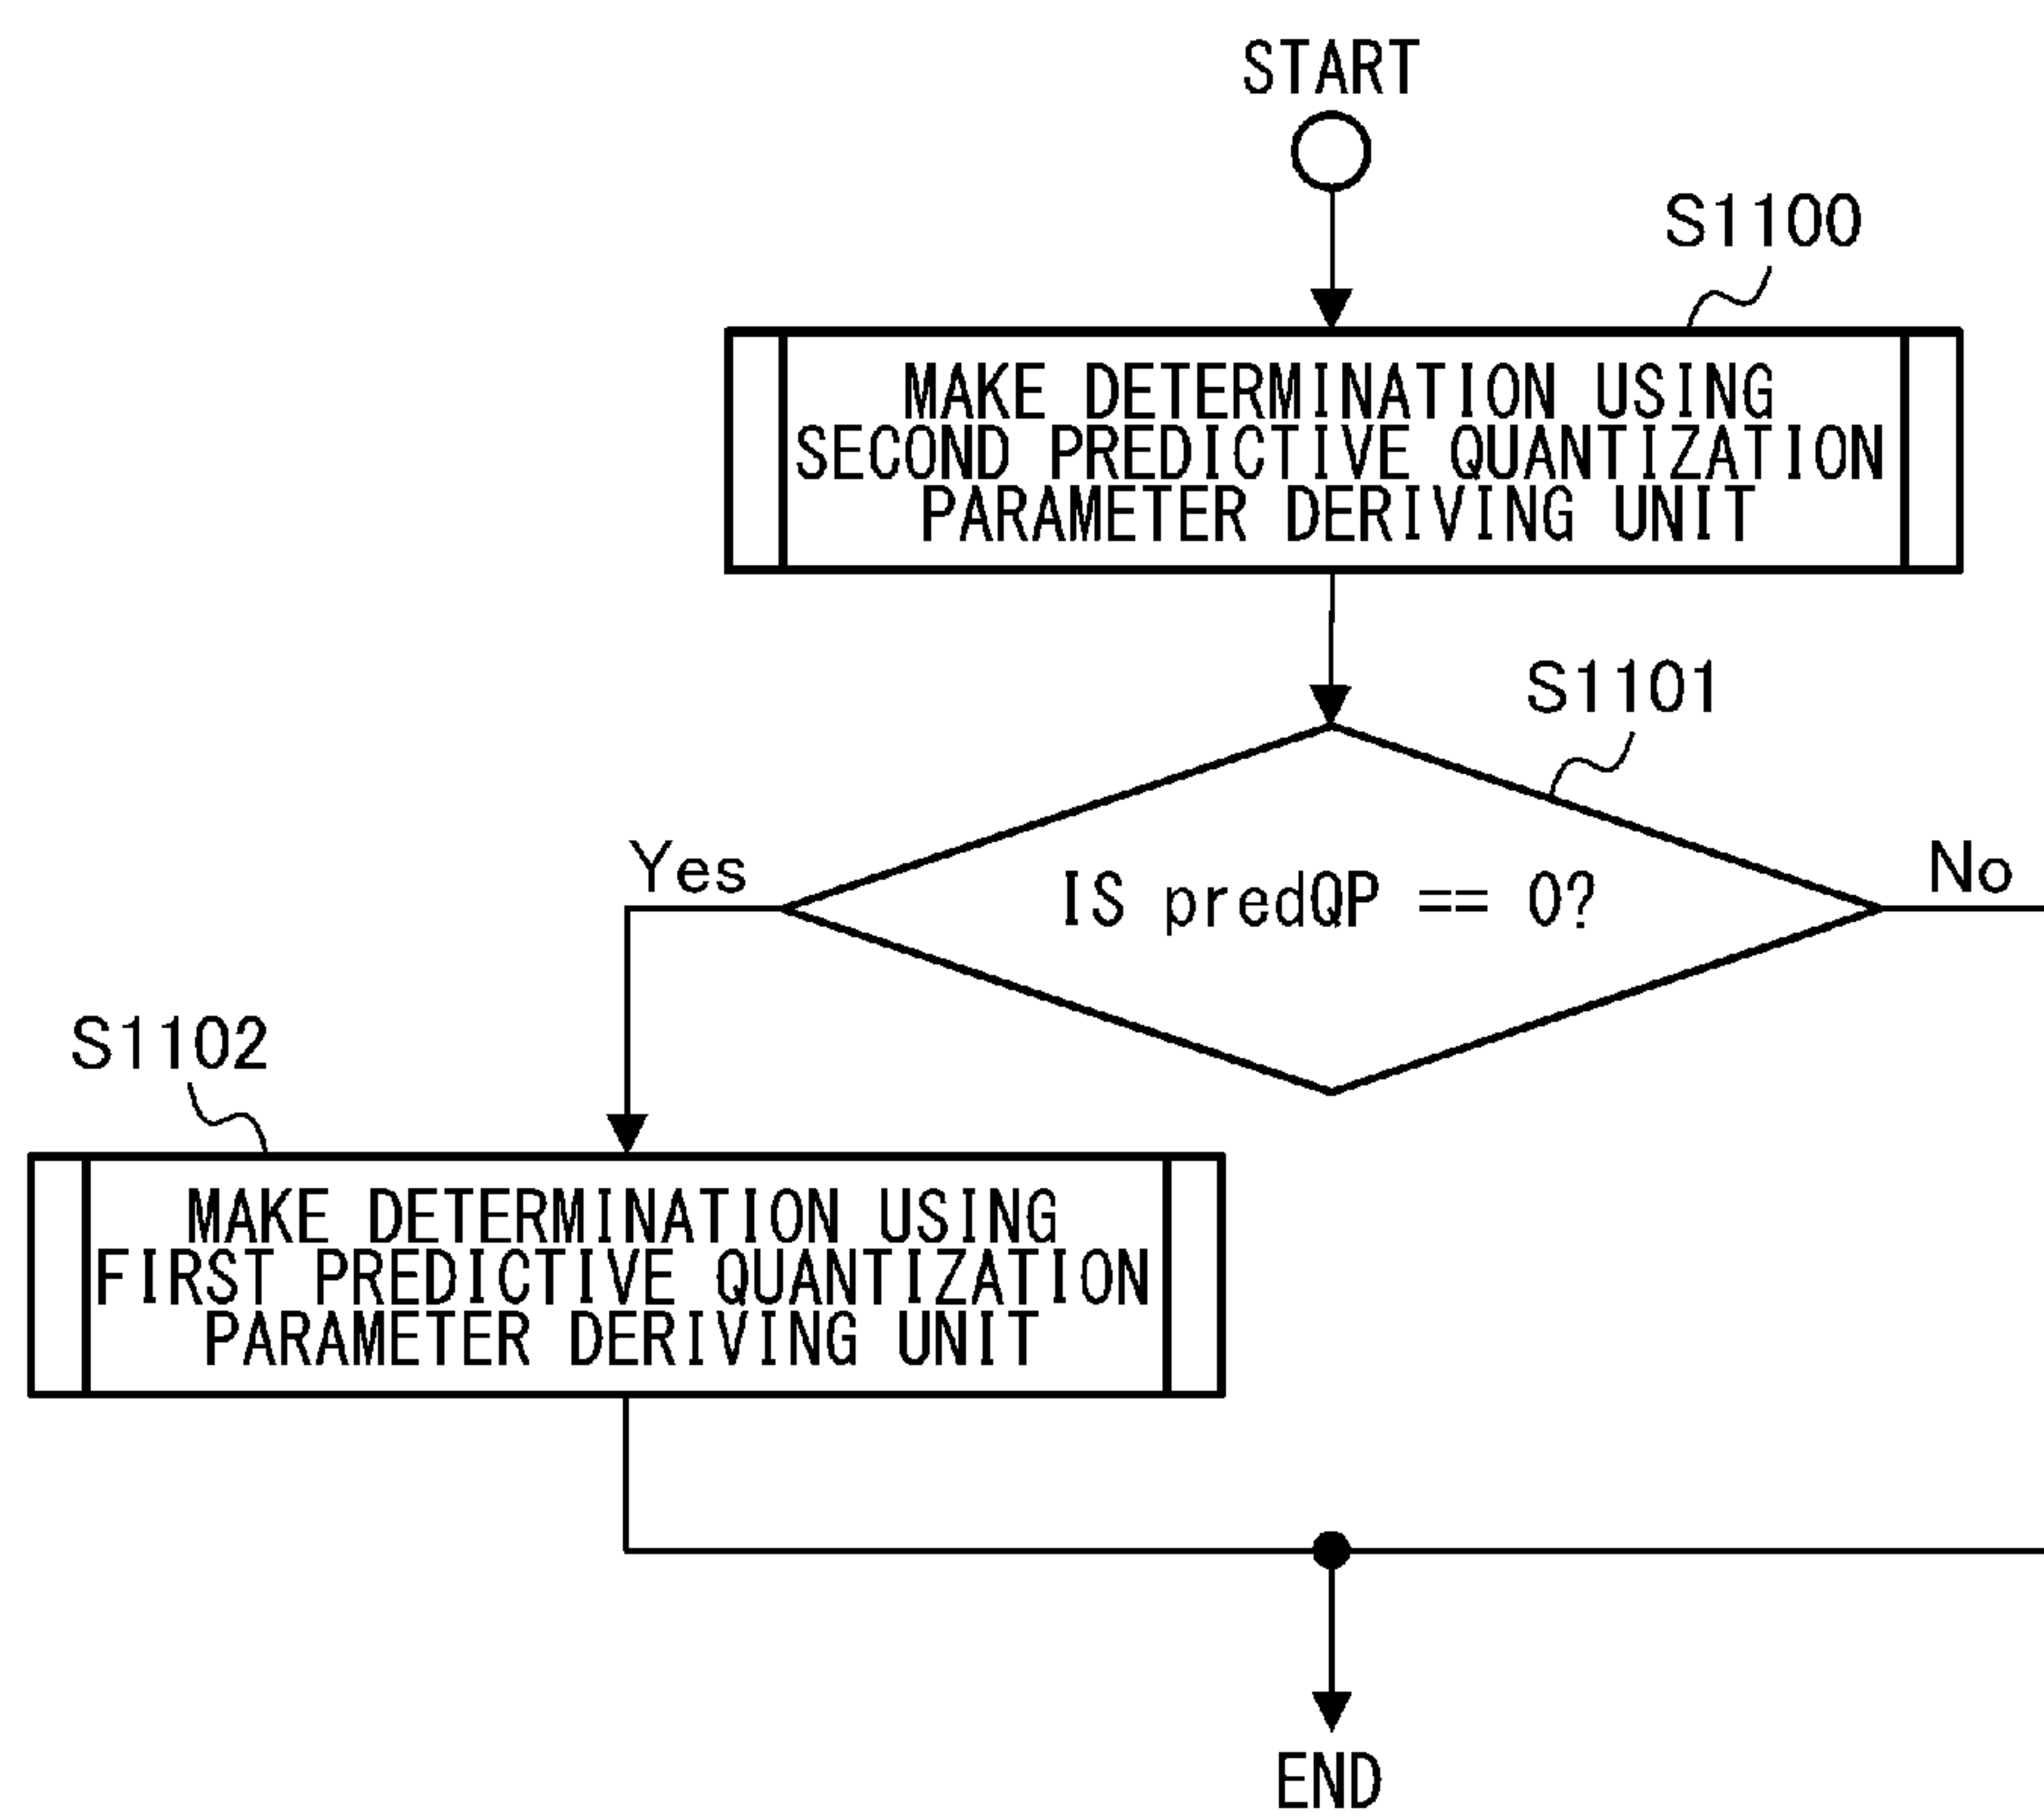 START
S1100
MAKE DETERMINATION USING
SECOND PREDICTIVE QUANTIZATION
PARAMETER DERIVING UNIT
S1101
Yes
IS predQP == 0?
No
S1102
MAKE DETERMINATION USING
FIRST PREDICTIVE QUANTIZATION
PARAMETER DERIVING UNIT
END